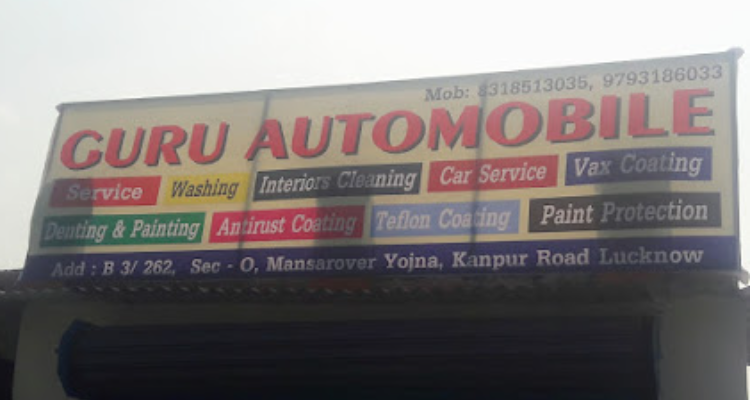 Mob: 8318513035, 9793186033
GURU AUTOMOBILE
Service Washing Interiors Cleaning Car Service Vax Coating
Denting & Painting Antirust Coating Teflon Coating Paint Protection
Add : B 3/ 262, Sec - O, Mansarover Yojna, Kanpur Road Lucknow